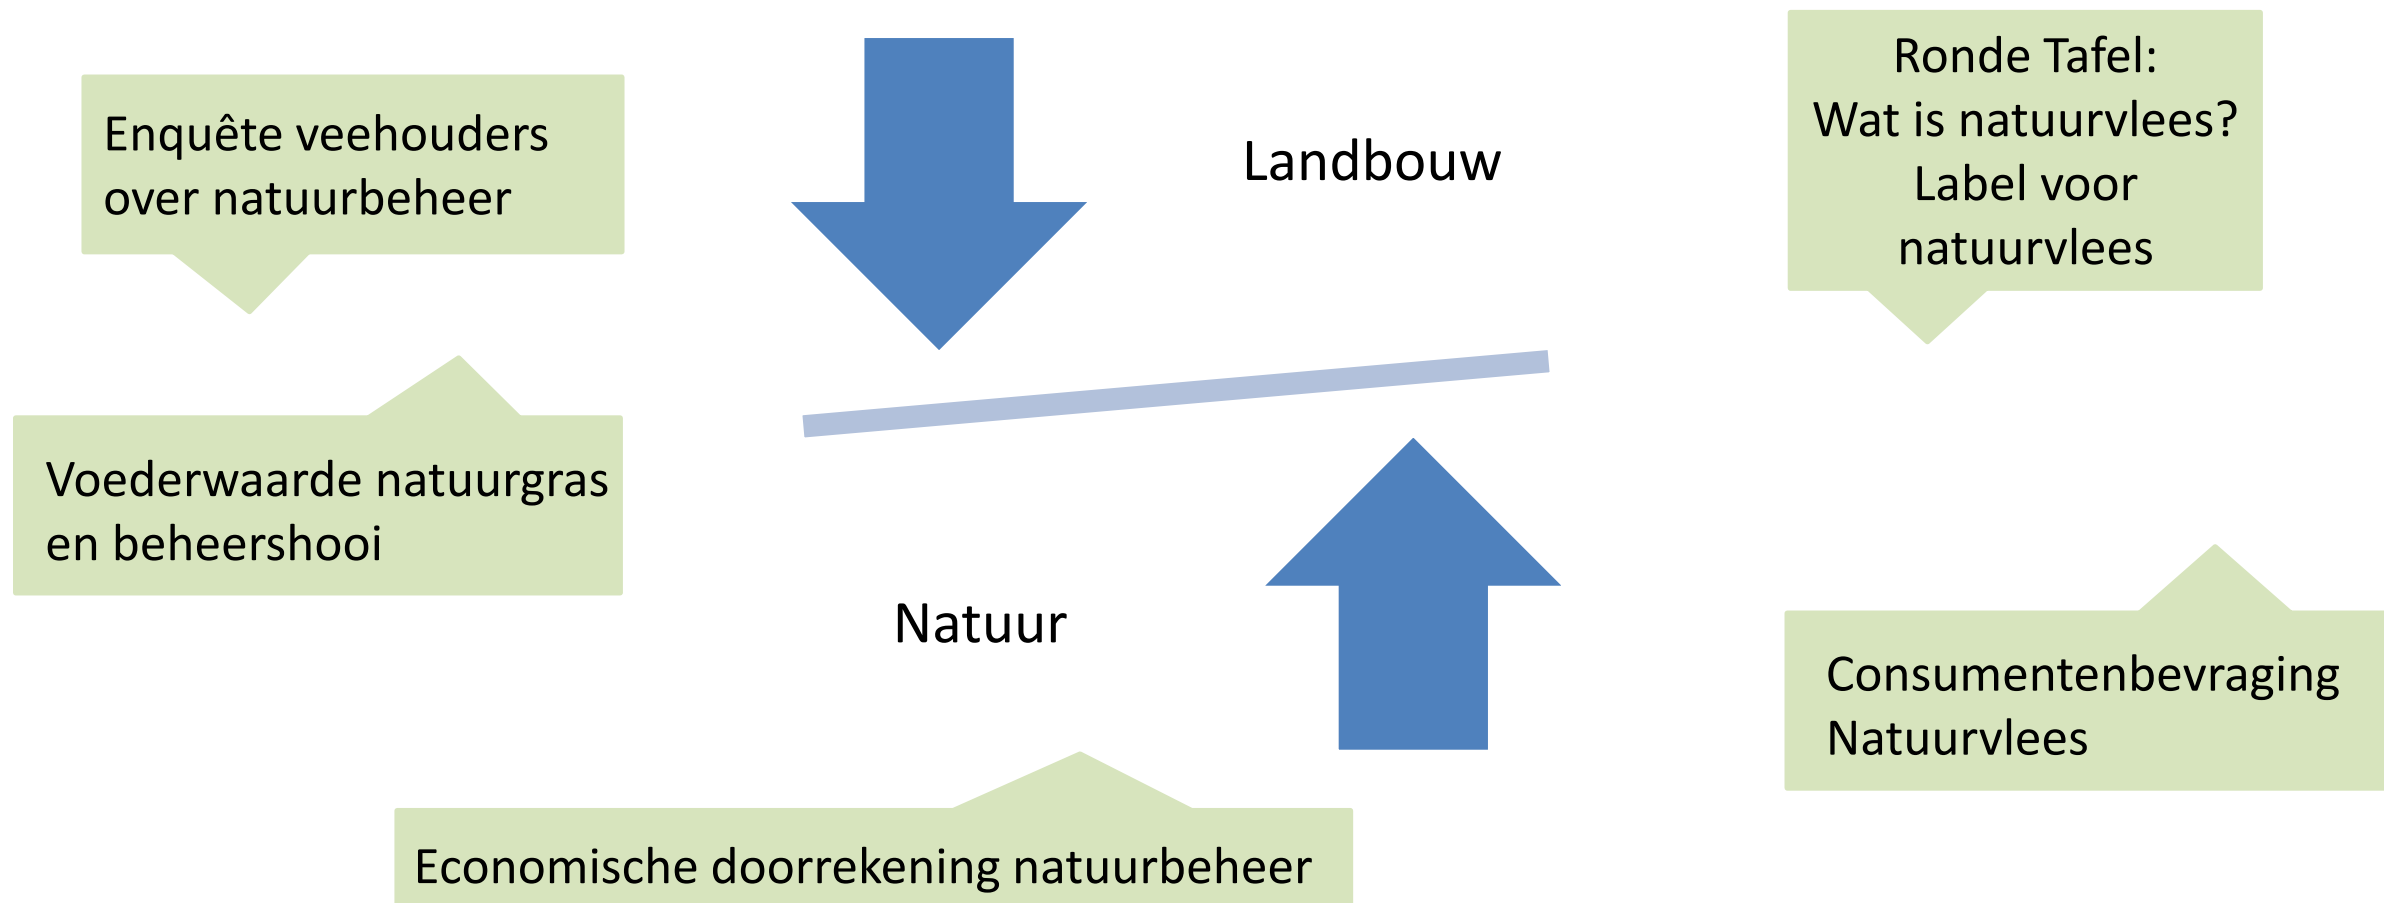 Enquête veehouders
over natuurbeheer
Voederwaarde natuurgras
en beheershooi
Landbouw
Natuur
Economische doorrekening natuurbeheer
Ronde Tafel:
Wat is natuurvlees?
Label voor
natuurvlees
Consumentenbevraging
Natuurvlees